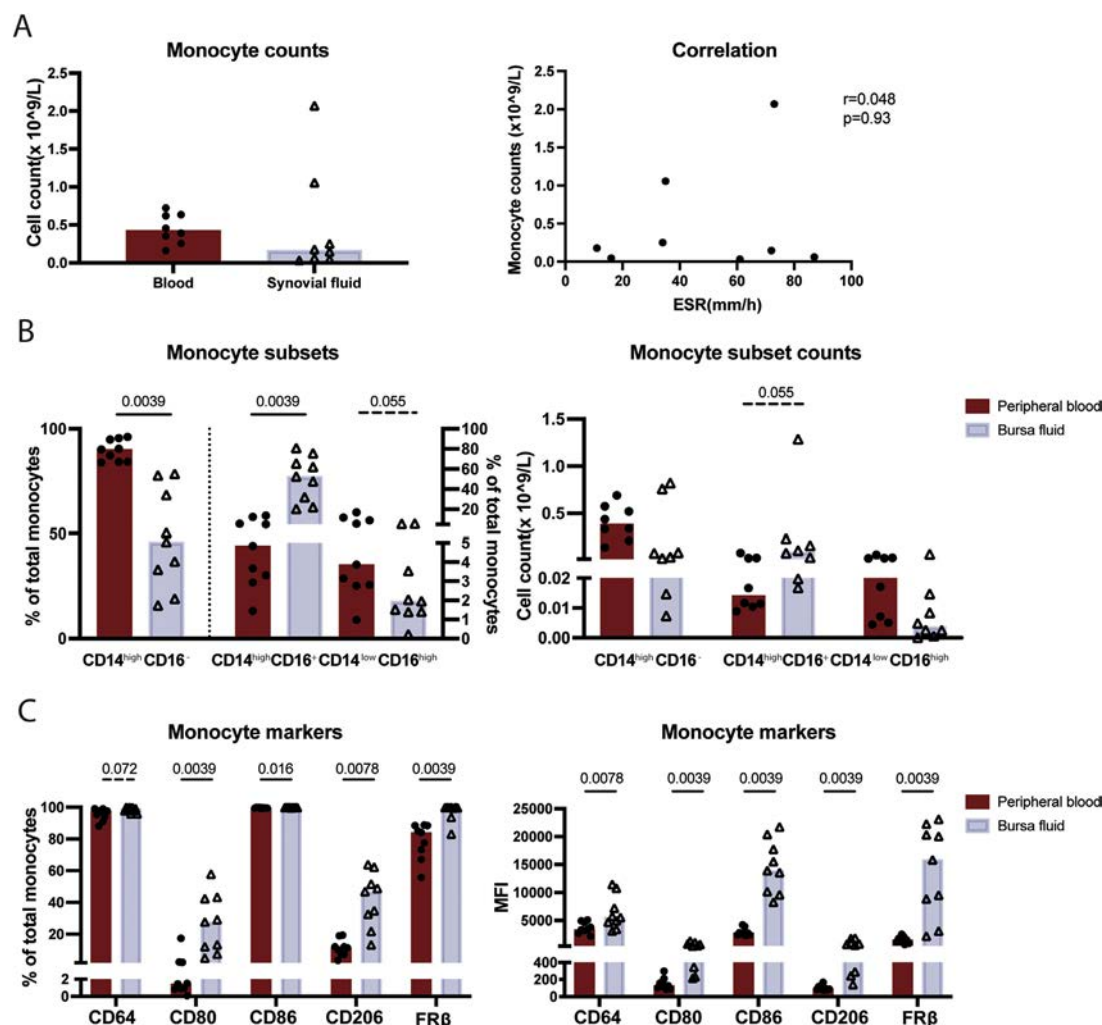 A
Monocyte counts
Cell count(x 10^9/L)
2.5
2.0
1.5
1.0
0.5
0.0
Blood
Synovial fluid
Correlation
Monocyte counts (x10^9/L)
2.5
2.0
1.5
1.0
0.5
0.0
0
20
40
60
80
100
ESR(mm/h)
r=0.048
p=0.93
B
Monocyte subsets
0.0039
0.0039
0.055
% of total monocytes
100
50
0
100
80
60
40
20
5
4
3
2
1
0
% of total monocytes
CD14high CD16-
CD14high CD16+
CD14low CD16high
Monocyte subset counts
0.055
Cell count(x 10^9/L)
1.5
1.0
0.5
0.02
0.01
0.00
CD14high CD16-
CD14high CD16+
CD14low CD16high
Peripheral blood
Bursa fluid
C
Monocyte markers
0.072
0.0039
0.016
0.0078
0.0039
% of total monocytes
100
80
60
40
20
2
0
CD64
CD80
CD86
CD206
FRβ
Monocyte markers
0.0078
0.0039
0.0039
0.0039
0.0039
MFI
25000
20000
15000
10000
5000
400
200
0
CD64
CD80
CD86
CD206
FRβ
Peripheral blood
Bursa fluid